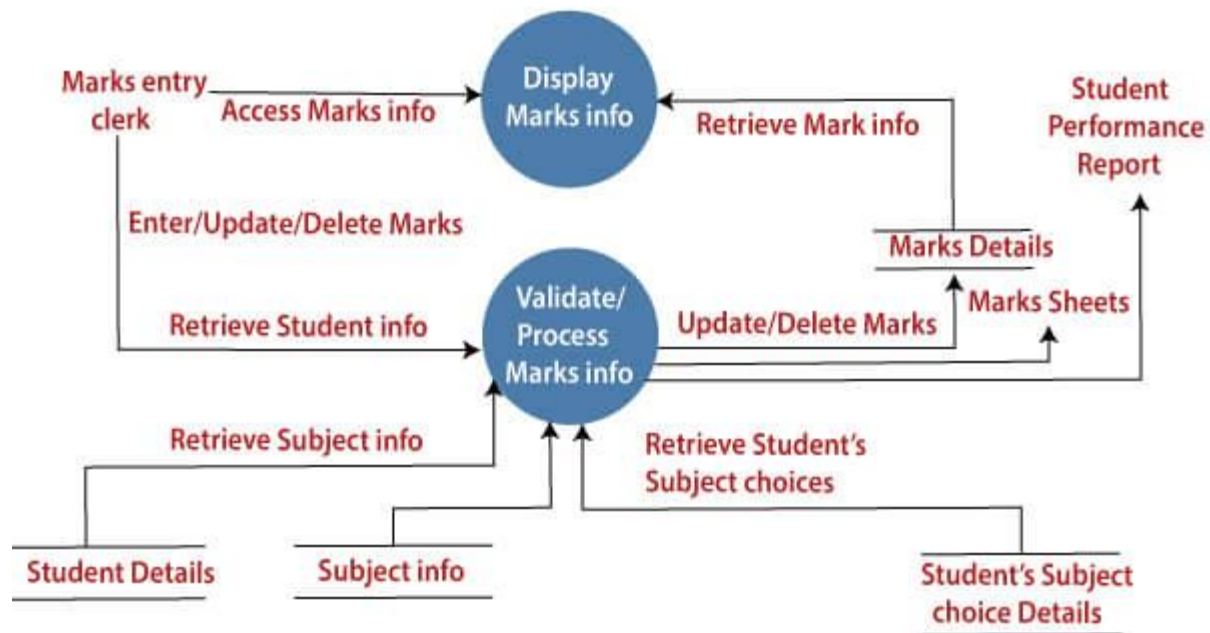 Marks entry
clerk
Access Marks info
Display
Marks info
Retrieve Mark info
Student
Performance
Report
Enter/Update/Delete Marks
Marks Details
Validate/
Process
Marks info
Marks Sheets
Retrieve Student info
Update/Delete Marks
Retrieve Subject info
Retrieve Student's
Subject choices
Student Details
Subject info
Student's Subject
choice Details